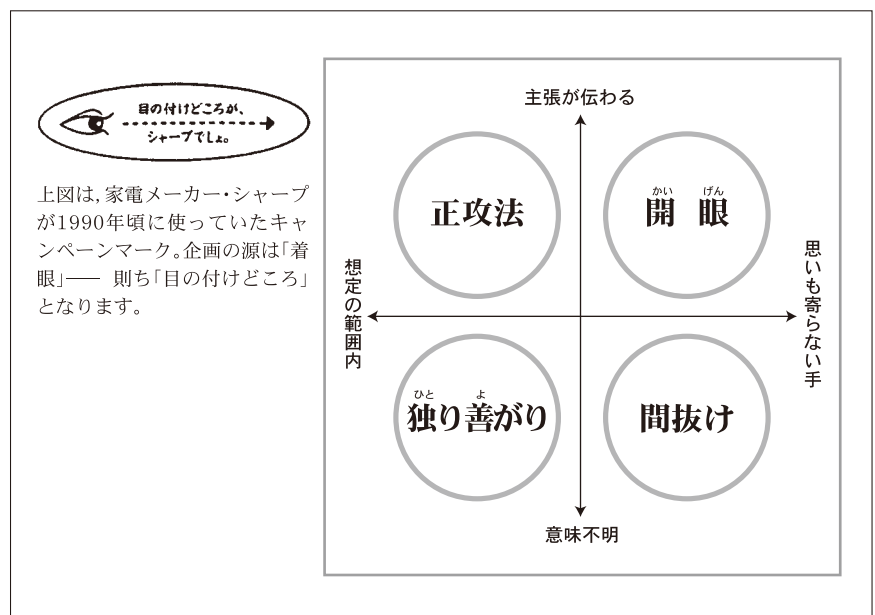 目の付けどころが、
シャープでしょ。
上図は,家電メーカー・シャープ
が1990年頃に使っていたキャ
ンペーンマーク。企画の源は「着
眼」── 則ち「目の付けどころ」
となります。
主張が伝わる
正攻法
かい げん
開 眼
想定の範囲内
思いも寄らない手
ひと よ
独り善がり
間抜け
意味不明